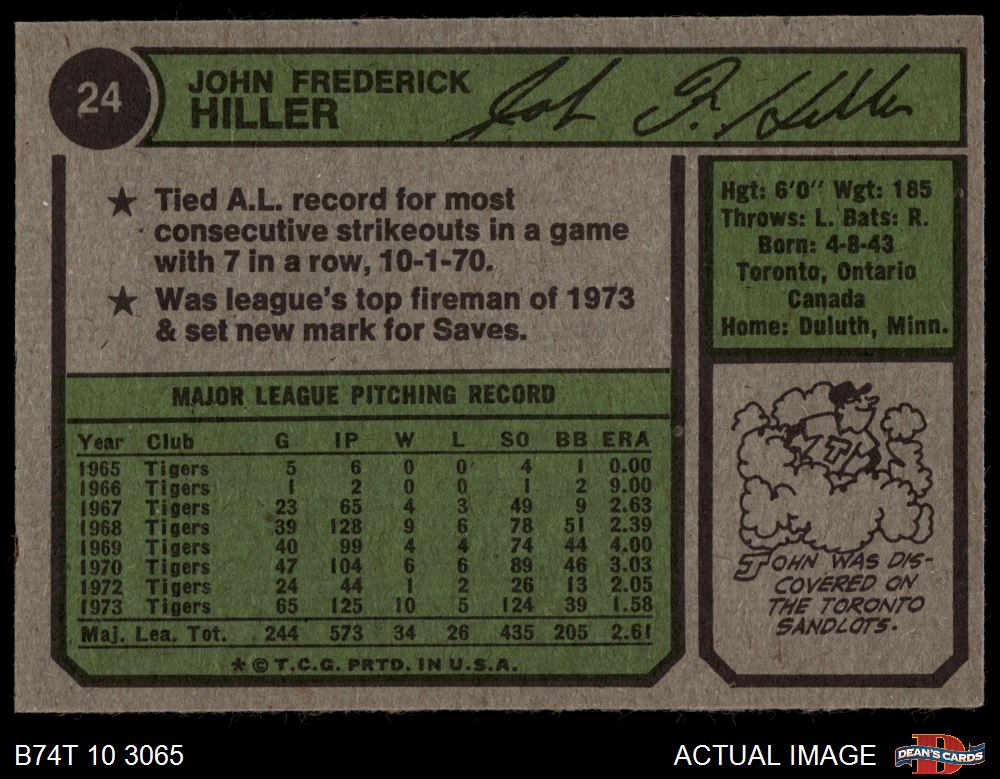 24
JOHN FREDERICK
HILLER
John F. Hiller
★ Tied A.L. record for most
consecutive strikeouts in a game
with 7 in a row, 10-1-70.
★ Was league's top fireman of 1973
& set new mark for Saves.
Hgt: 6'0" Wgt: 185
Throws: L. Bats: R.
Born: 4-8-43
Toronto, Ontario
Canada
Home: Duluth, Minn.
MAJOR LEAGUE PITCHING RECORD
Year Club G IP W L SO BB ERA
1965 Tigers 5 6 0 0 4 1 0.00
1966 Tigers 1 2 0 0 1 2 9.00
1967 Tigers 23 65 4 3 49 9 2.63
1968 Tigers 39 128 9 6 78 51 2.39
1969 Tigers 40 99 4 4 74 44 4.00
1970 Tigers 47 104 6 6 89 46 3.03
1972 Tigers 24 44 1 2 26 13 2.05
1973 Tigers 65 125 10 5 124 39 1.58
Maj. Lea. Tot. 244 573 34 26 435 205 2.61
* © T.C.G. PRTD. IN U.S.A.
JOHN WAS DIS-
COVERED ON
THE TORONTO
SANDLOTS.
B74T 10 3065
ACTUAL IMAGE
DEAN'S CARDS